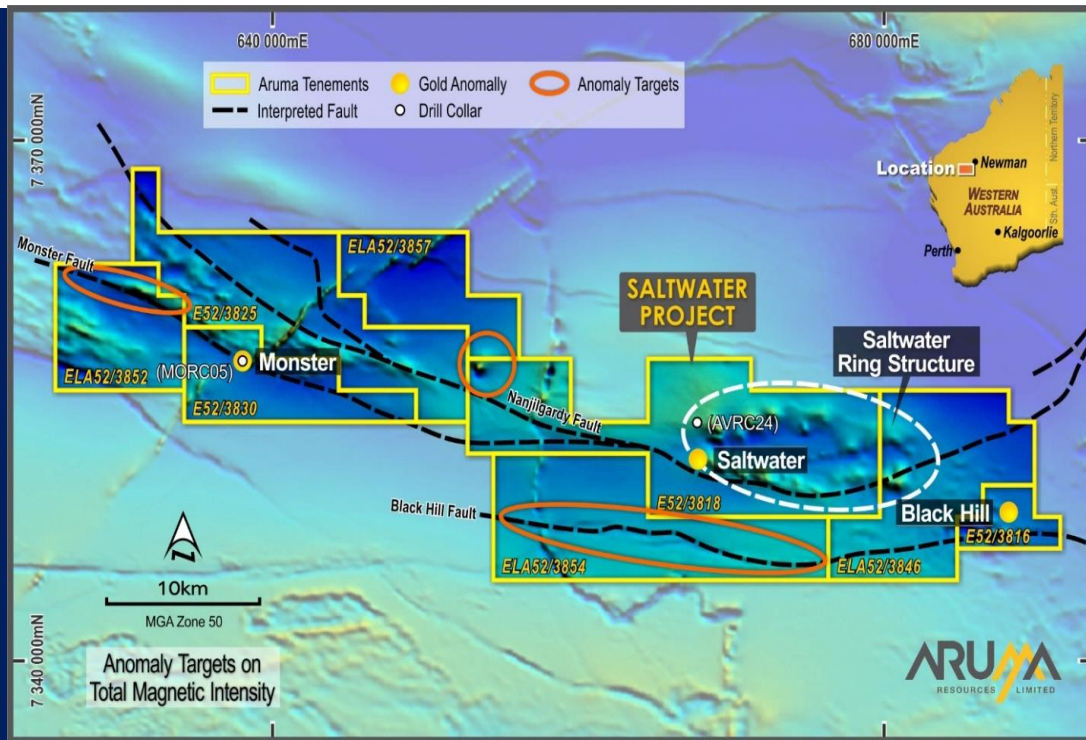 640 000mE
680 000mE
Aruma Tenements
Gold Anomally
Anomaly Targets
Interpreted Fault
Drill Collar
7 370 000mN
Northern Territory
Sth. Aust.
Location
Newman
WESTERN
AUSTRALIA
Kalgoorlie
Perth
ELA52/3857
Monster Fault
E52/3825
SALTWATER
PROJECT
Saltwater
Ring Structure
(MORC05)
Monster
ELA52/3852
E52/3830
Nanjilgardy Fault
(AVRC24)
Saltwater
E52/3818
Black Hill Fault
Black Hill
E52/3816
ELA52/3854
ELA52/3846
10km
MGA Zone 50
Anomaly Targets on
Total Magnetic Intensity
7 340 000mN
ARUMA
RESOURCES LIMITED